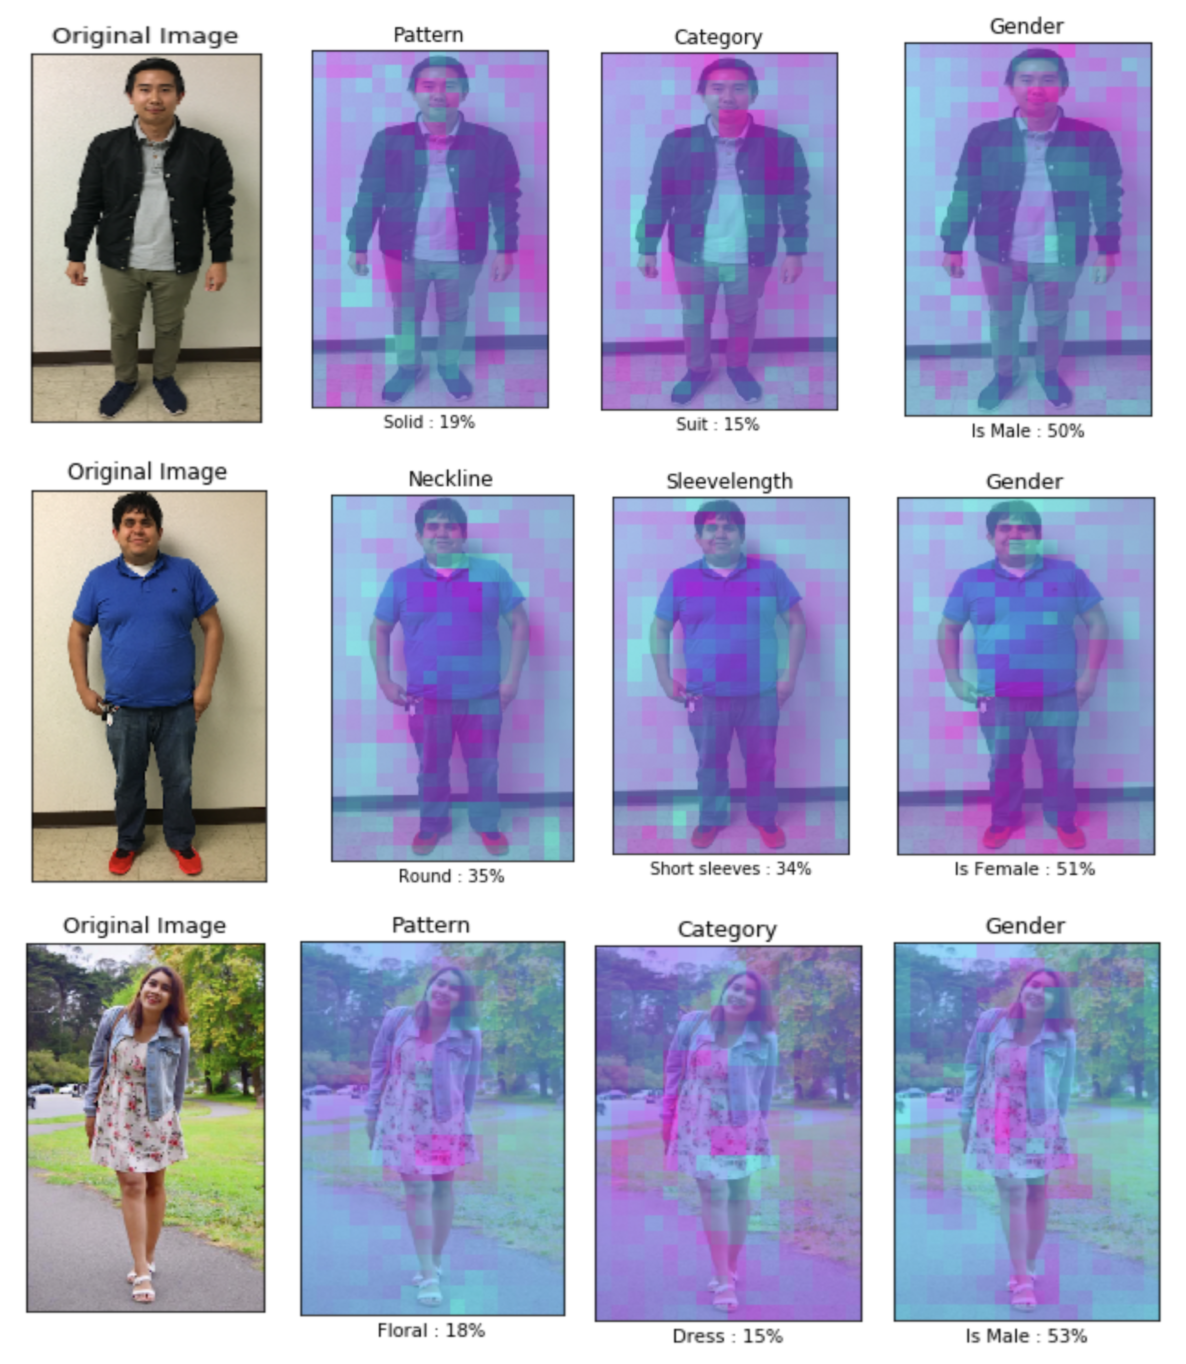 Original Image
Pattern
Category
Gender
Solid : 19%
Suit : 15%
Is Male : 50%
Original Image
Neckline
Sleevelength
Gender
Round : 35%
Short sleeves : 34%
Is Female : 51%
Original Image
Pattern
Category
Gender
Floral : 18%
Dress : 15%
Is Male : 53%